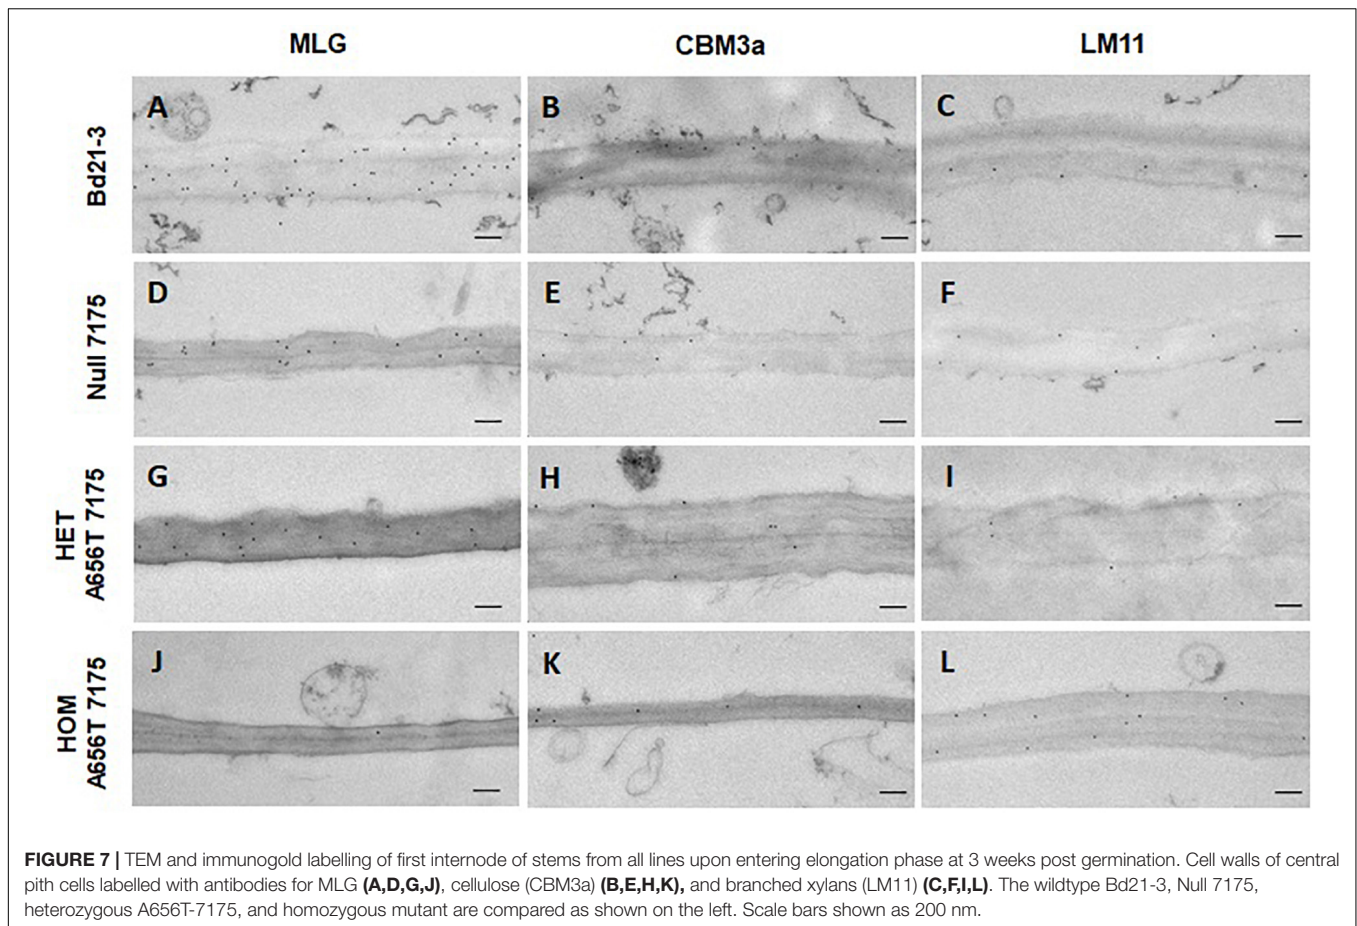 MLG CBM3a LM11
Bd21-3
A B C
Null 7175
D E F
HET
A656T 7175
G H I
HOM
A656T 7175
J K L
FIGURE 7 | TEM and immunogold labelling of first internode of stems from all lines upon entering elongation phase at 3 weeks post germination. Cell walls of central
pith cells labelled with antibodies for MLG (A,D,G,J), cellulose (CBM3a) (B,E,H,K), and branched xylans (LM11) (C,F,I,L). The wildtype Bd21-3, Null 7175,
heterozygous A656T-7175, and homozygous mutant are compared as shown on the left. Scale bars shown as 200 nm.